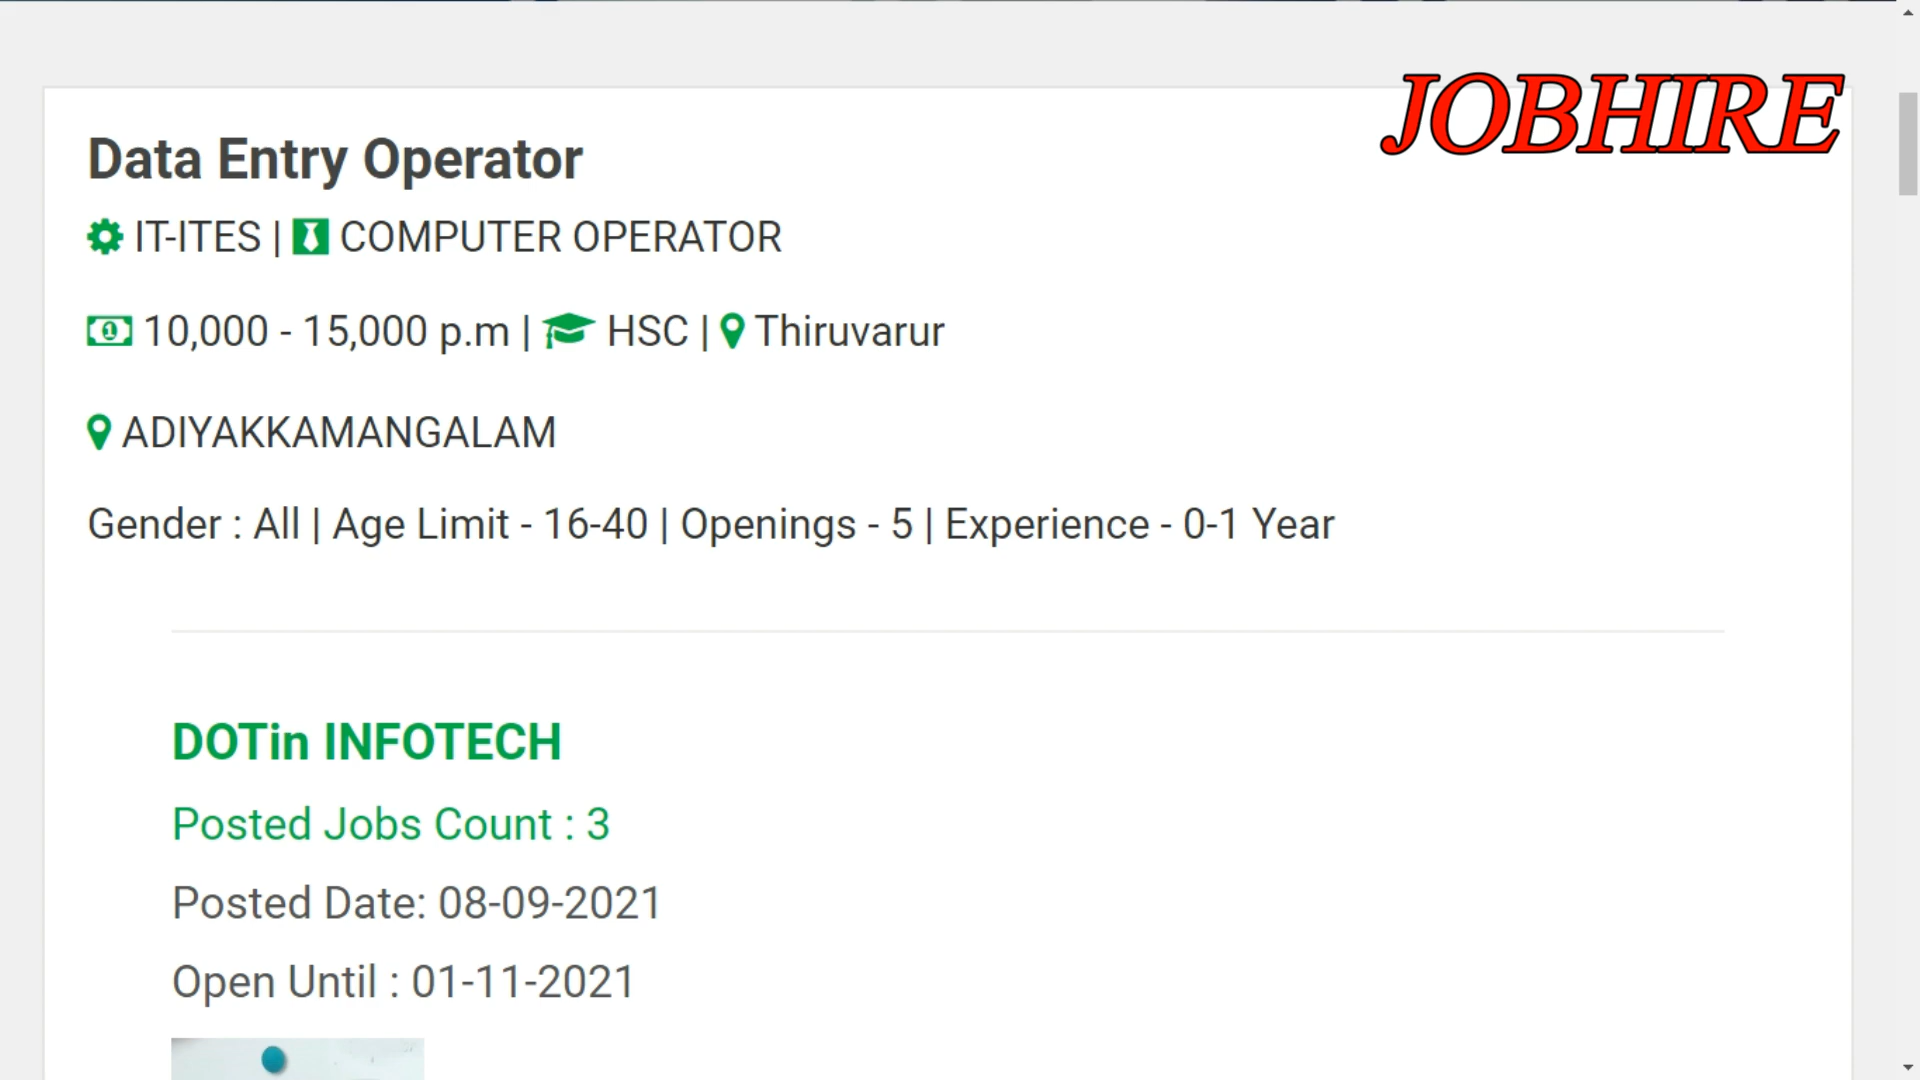 JOBHIRE
Data Entry Operator
IT-ITES | COMPUTER OPERATOR
10,000 - 15,000 p.m | HSC | Thiruvarur
ADIYAKKAMANGALAM
Gender : All | Age Limit - 16-40 | Openings - 5 | Experience - 0-1 Year
DOTin INFOTECH
Posted Jobs Count : 3
Posted Date: 08-09-2021
Open Until : 01-11-2021